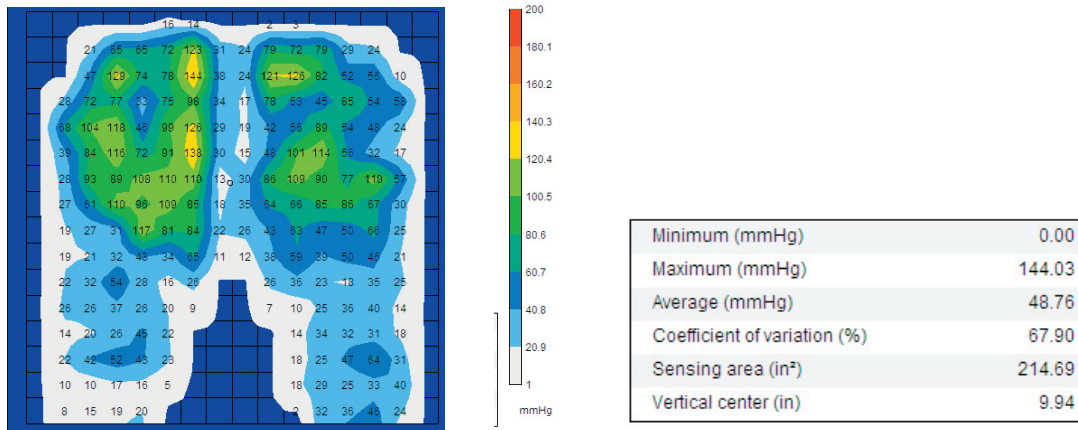 16 14 2 3
21 65 65 72 123 31 24 79 72 79 29 24
47 129 74 78 144 38 24 121 126 82 52 56 10
28 72 77 33 75 98 34 17 78 53 45 85 54 58
68 104 118 46 99 126 29 19 42 56 89 54 48 24
39 84 116 72 91 138 30 15 48 101 114 56 32 17
28 93 89 108 110 110 13 30 86 109 90 77 110 57
27 61 110 96 109 85 18 35 64 66 85 86 67 30
19 27 31 117 81 84 22 26 43 63 47 50 66 25
19 21 32 48 34 65 11 12 38 59 39 50 46 21
22 32 54 28 16 26 26 36 23 13 35 25
26 26 37 26 20 9 7 10 25 36 40 14
14 20 26 45 22 14 34 32 31 18
22 42 52 43 23 18 25 47 64 31
10 10 17 16 5 18 29 25 33 40
8 15 19 20 2 32 36 46 24
200
180.1
160.2
140.3
120.4
100.5
80.6
60.7
40.8
20.9
1
mmHg
Minimum (mmHg) 0.00
Maximum (mmHg) 144.03
Average (mmHg) 48.76
Coefficient of variation (%) 67.90
Sensing area (in²) 214.69
Vertical center (in) 9.94